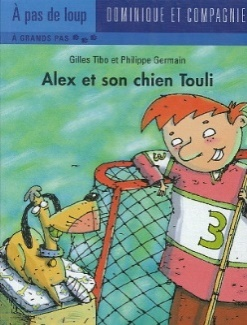 À pas de loup
DOMINIQUE ET COMPAGNIE
À GRANDS PAS
Gilles Tibo et Philippe Germain
Alex et son chien Touli
3
3